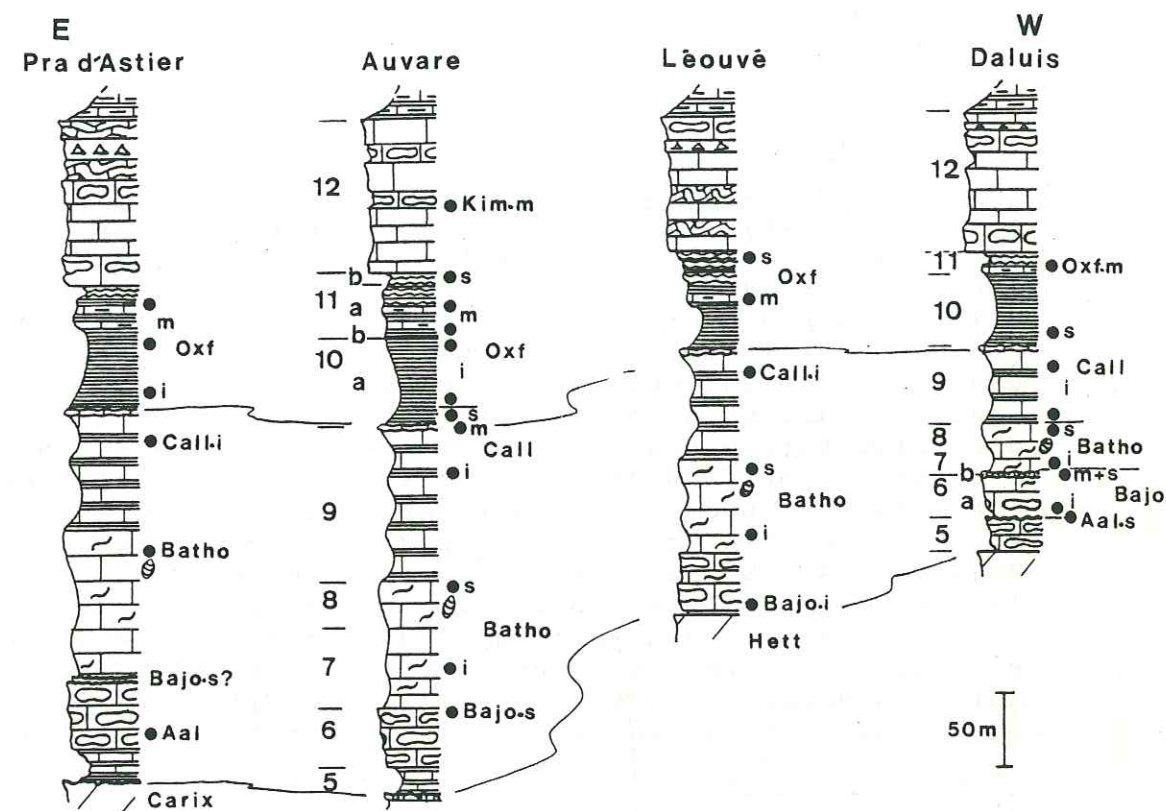 E W
Pra d'Astier Auvare Léouvé Daluis
12 12
Kim.m
b s s 11 Oxf.m
11 a m Oxf
m m
b 10
Oxf 10 Oxf s
i a i
s
m Call.i 9 Call
Call.i Call i
i 8 s
9 s 7 i Batho
b m+s
Batho Batho 6 Bajo
s a i
8 i Aal.s
Batho 5
Bajo.i
7 i Hett
Bajo.s?
Bajo.s
Aal 6 50m
5
Carix